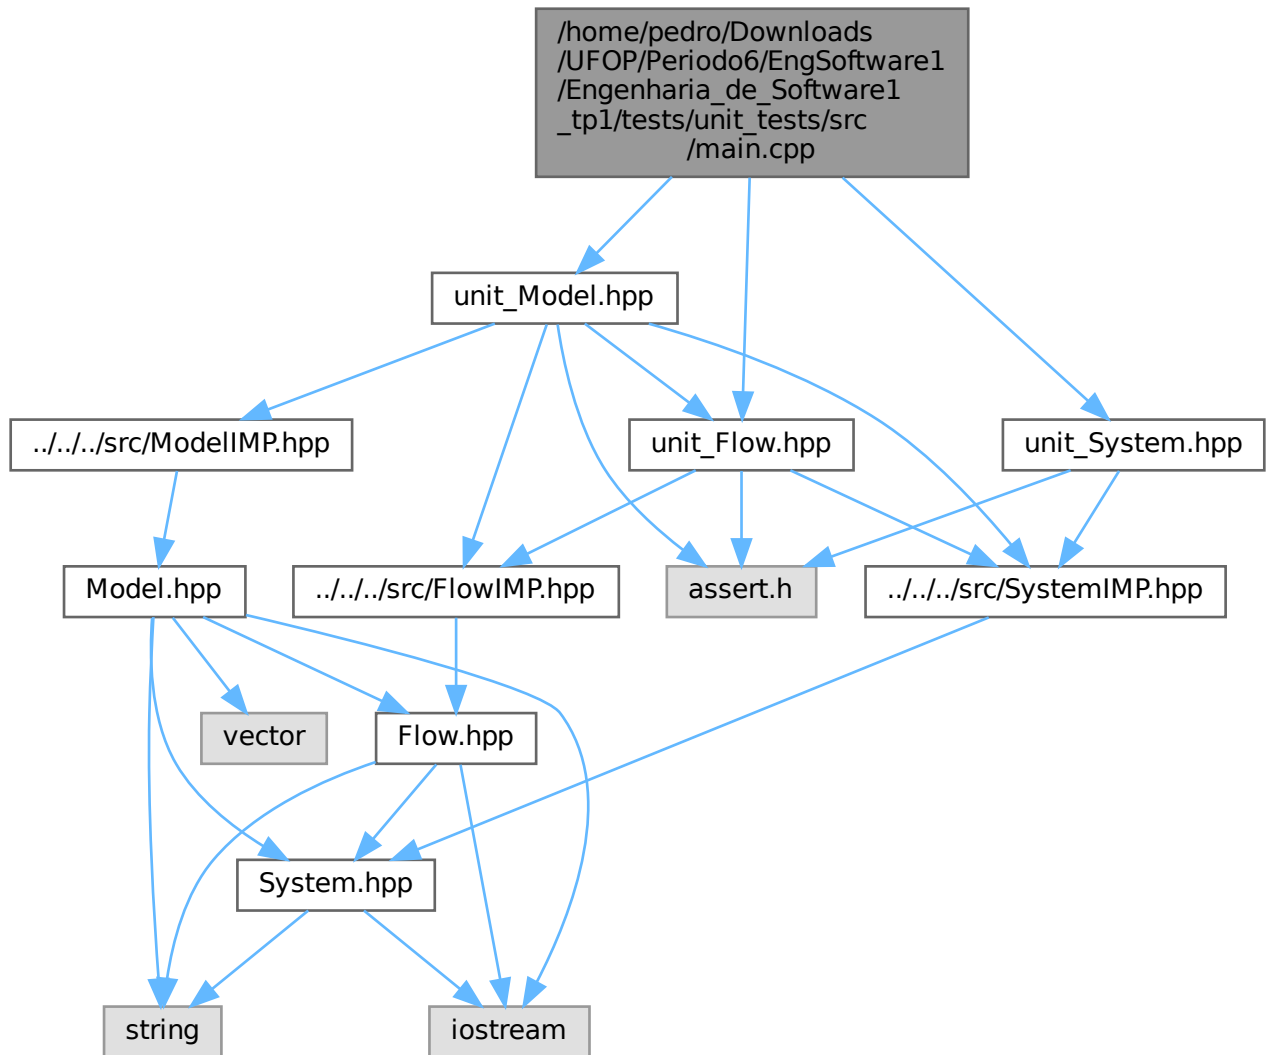 /home/pedro/Downloads
/UFOP/Periodo6/EngSoftware1
/Engenharia_de_Software1
_tp1/tests/unit_tests/src
/main.cpp
unit_Model.hpp
../../../src/ModelIMP.hpp
unit_Flow.hpp
unit_System.hpp
Model.hpp
../../../src/FlowIMP.hpp
assert.h
../../../src/SystemIMP.hpp
vector
Flow.hpp
System.hpp
string
iostream